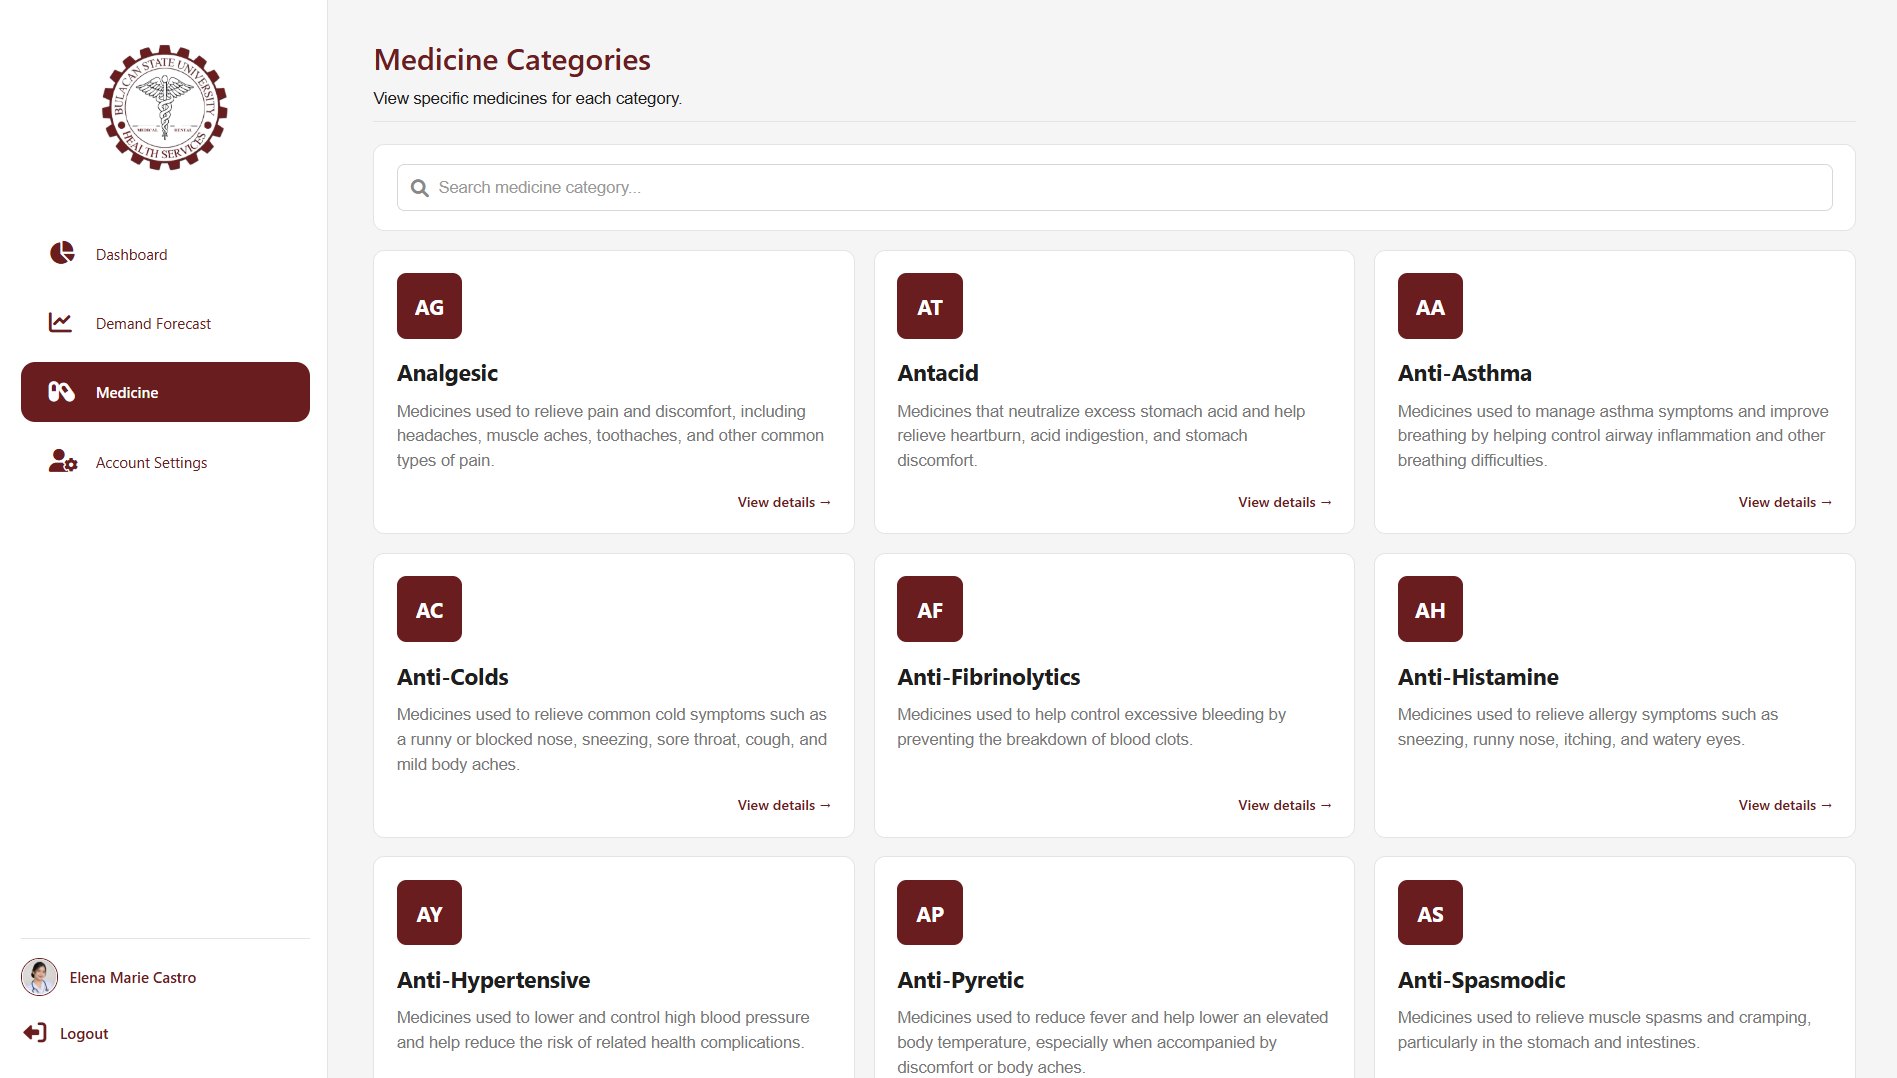 BULACAN STATE UNIVERSITY
MEDICAL DENTAL
HEALTH SERVICES
Dashboard
Demand Forecast
Medicine
Account Settings
Elena Marie Castro
Logout
Medicine Categories
View specific medicines for each category.
Search medicine category...
AG
Analgesic
Medicines used to relieve pain and discomfort, including
headaches, muscle aches, toothaches, and other common
types of pain.
View details →
AT
Antacid
Medicines that neutralize excess stomach acid and help
relieve heartburn, acid indigestion, and stomach
discomfort.
View details →
AA
Anti-Asthma
Medicines used to manage asthma symptoms and improve
breathing by helping control airway inflammation and other
breathing difficulties.
View details →
AC
Anti-Colds
Medicines used to relieve common cold symptoms such as
a runny or blocked nose, sneezing, sore throat, cough, and
mild body aches.
View details →
AF
Anti-Fibrinolytics
Medicines used to help control excessive bleeding by
preventing the breakdown of blood clots.
View details →
AH
Anti-Histamine
Medicines used to relieve allergy symptoms such as
sneezing, runny nose, itching, and watery eyes.
View details →
AY
Anti-Hypertensive
Medicines used to lower and control high blood pressure
and help reduce the risk of related health complications.
AP
Anti-Pyretic
Medicines used to reduce fever and help lower an elevated
body temperature, especially when accompanied by
discomfort or body aches.
AS
Anti-Spasmodic
Medicines used to relieve muscle spasms and cramping,
particularly in the stomach and intestines.